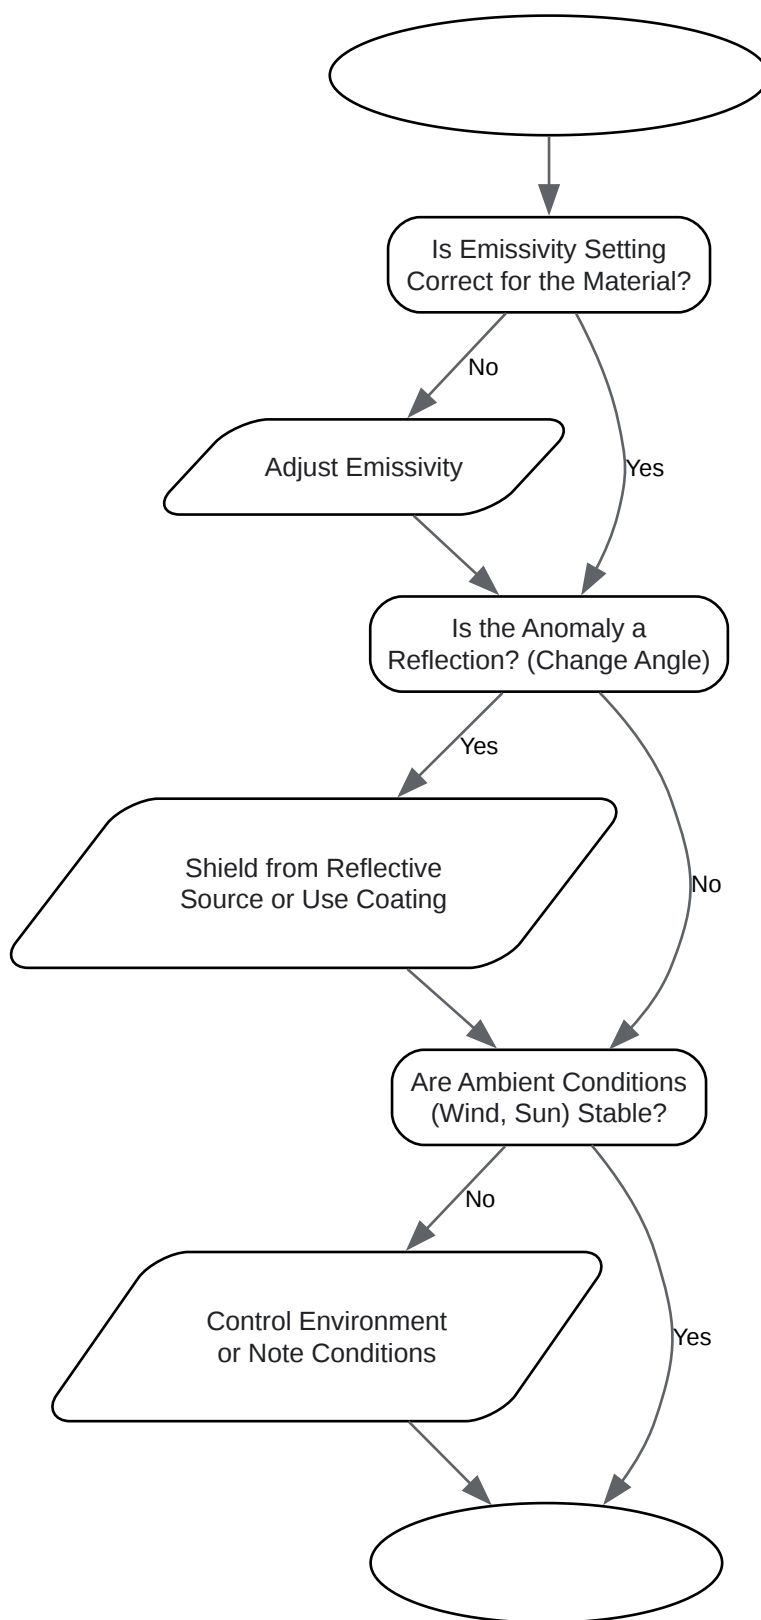 Is Emissivity Setting
Correct for the Material?
No
Adjust Emissivity
Yes
Is the Anomaly a
Reflection? (Change Angle)
Yes
Shield from Reflective
Source or Use Coating
No
Are Ambient Conditions
(Wind, Sun) Stable?
No
Control Environment
or Note Conditions
Yes